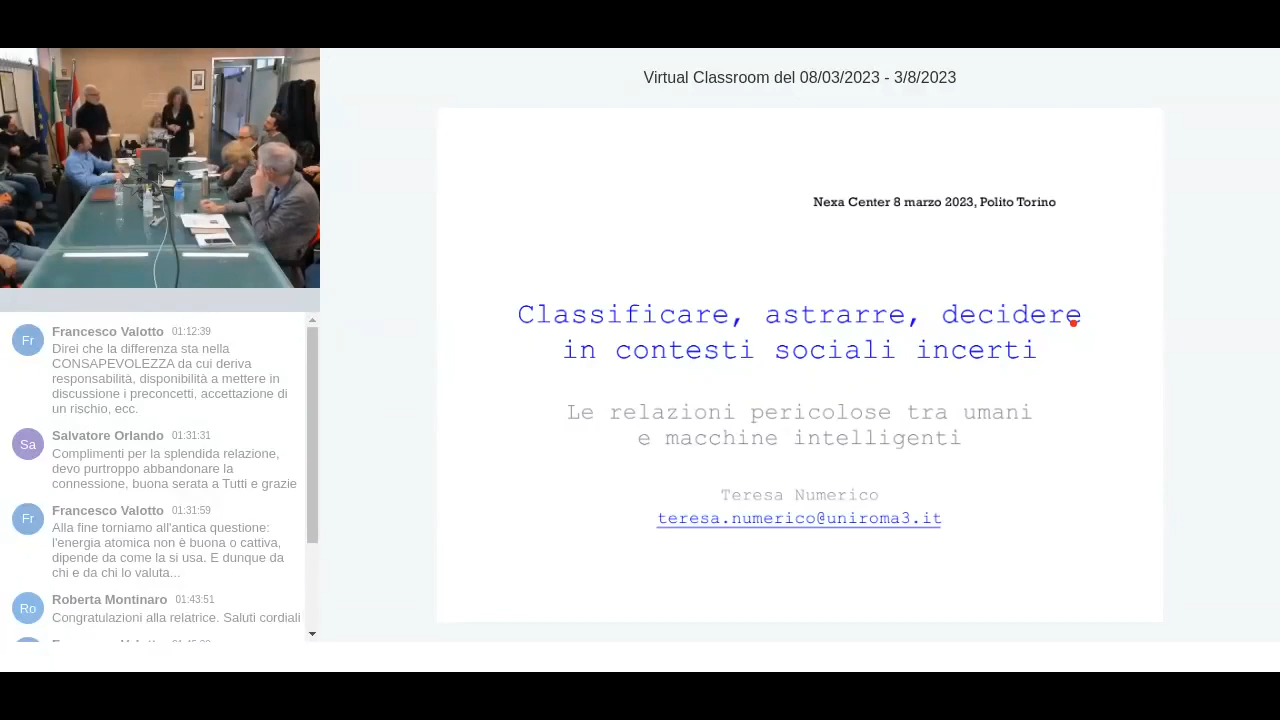 Virtual Classroom del 08/03/2023 - 3/8/2023
Nexa Center 8 marzo 2023, Polito Torino
Classificare, astrarre, decidere
in contesti sociali incerti
Le relazioni pericolose tra umani
e macchine intelligenti
Teresa Numerico
teresa.numerico@uniroma3.it
Fr
Francesco Valotto 01:12:39
Direi che la differenza sta nella
CONSAPEVOLEZZA da cui deriva
responsabilità, disponibilità a mettere in
discussione i preconcetti, accettazione di
un rischio, ecc.
Sa
Salvatore Orlando 01:31:31
Complimenti per la splendida relazione,
devo purtroppo abbandonare la
connessione, buona serata a Tutti e grazie
Fr
Francesco Valotto 01:31:59
Alla fine torniamo all'antica questione:
l'energia atomica non è buona o cattiva,
dipende da come la si usa. E dunque da
chi e da chi lo valuta...
Ro
Roberta Montinaro 01:43:51
Congratulazioni alla relatrice. Saluti cordiali